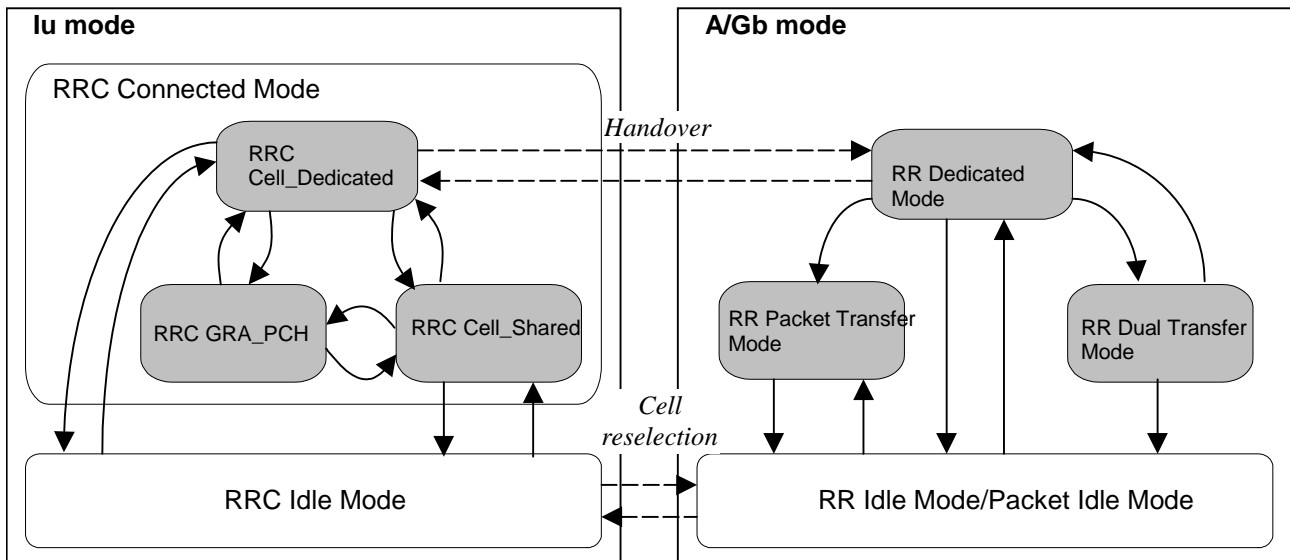 Iu mode
A/Gb mode
RRC Connected Mode
RRC
Cell_Dedicated
Handover
RR Dedicated
Mode
RRC GRA_PCH
RRC Cell_Shared
RR Packet Transfer
Mode
RR Dual Transfer
Mode
Cell
reselection
RRC Idle Mode
RR Idle Mode/Packet Idle Mode